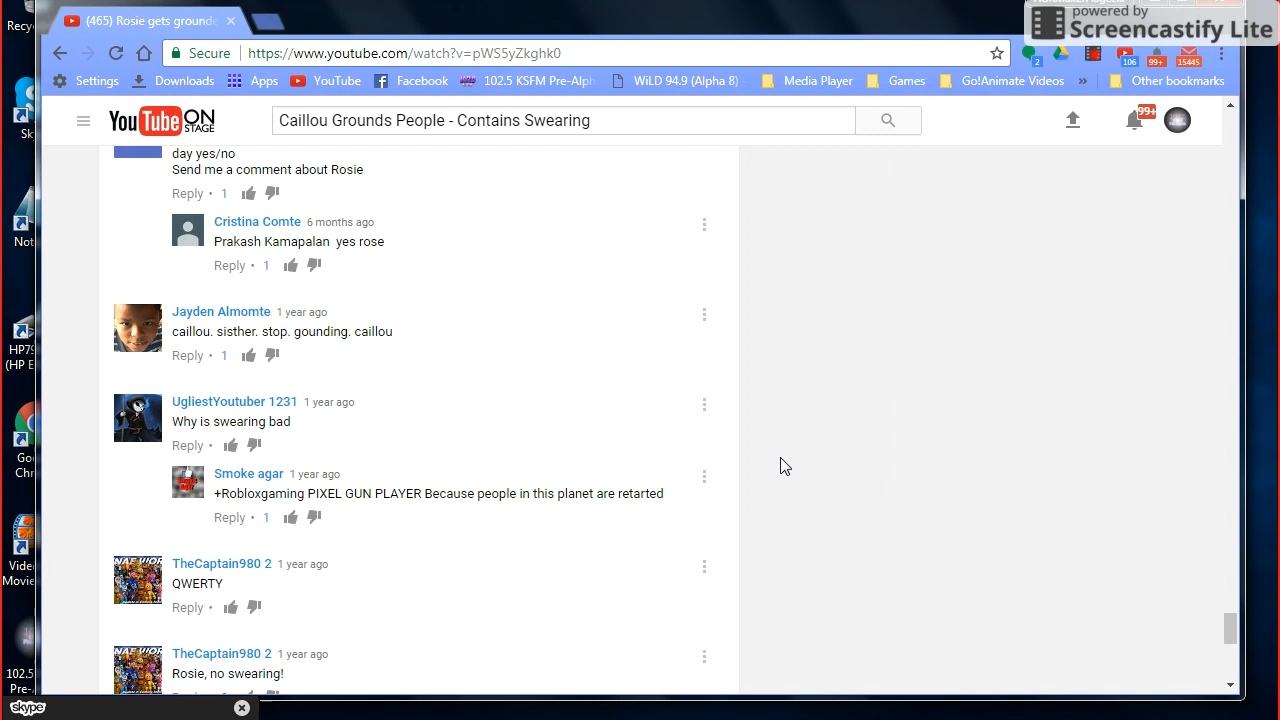 Recy
powered by
Screencastify Lite
(465) Rosie gets grounde
Secure https://www.youtube.com/watch?v=pWS5yZkghk0
2 106 99+ 15445
Settings Downloads Apps YouTube Facebook 102.5 KSFM Pre-Alph WiLD 94.9 (Alpha 8) » Media Player Games Go!Animate Videos Other bookmarks
YouTube ON STAGE
Caillou Grounds People - Contains Swearing
99+
Sk
day yes/no
Send me a comment about Rosie
Reply • 1
Not
Cristina Comte 6 months ago
Prakash Kamapalan yes rose
Reply • 1
Jayden Almomte 1 year ago
caillou. sisther. stop. gounding. caillou
Reply • 1
HP79
(HP E
UgliestYoutuber 1231 1 year ago
Why is swearing bad
Reply •
Goo
Chr
Smoke agar 1 year ago
+Robloxgaming PIXEL GUN PLAYER Because people in this planet are retarted
Reply • 1
TheCaptain980 2 1 year ago
QWERTY
Reply •
Vide
Movie
TheCaptain980 2 1 year ago
Rosie, no swearing!
102.5
Pre-
skype